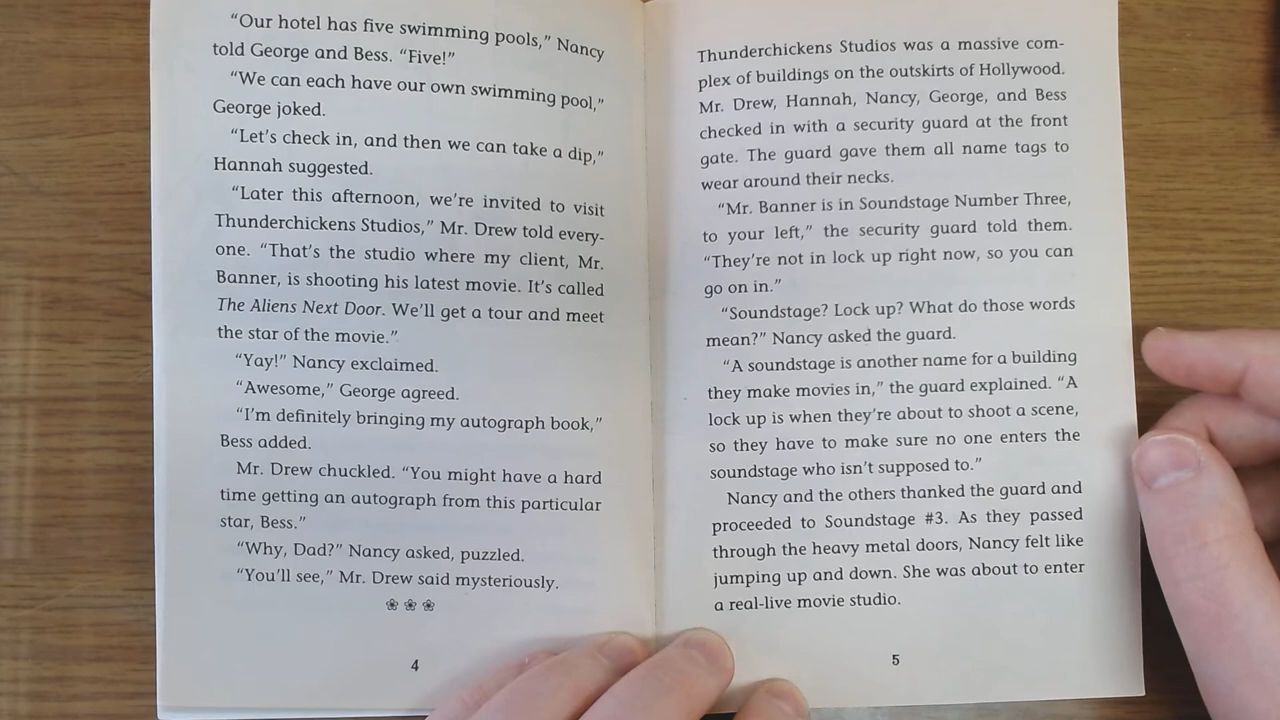 “Our hotel has five swimming pools,” Nancy
told George and Bess. “Five!”
“We can each have our own swimming pool,”
George joked.
“Let’s check in, and then we can take a dip,”
Hannah suggested.
“Later this afternoon, we’re invited to visit
Thunderchickens Studios,” Mr. Drew told every-
one. “That’s the studio where my client, Mr.
Banner, is shooting his latest movie. It’s called
The Aliens Next Door. We’ll get a tour and meet
the star of the movie.”
“Yay!” Nancy exclaimed.
“Awesome,” George agreed.
“I’m definitely bringing my autograph book,”
Bess added.
Mr. Drew chuckled. “You might have a hard
time getting an autograph from this particular
star, Bess.”
“Why, Dad?” Nancy asked, puzzled.
“You’ll see,” Mr. Drew said mysteriously.
❀ ❀ ❀
4
Thunderchickens Studios was a massive com-
plex of buildings on the outskirts of Hollywood.
Mr. Drew, Hannah, Nancy, George, and Bess
checked in with a security guard at the front
gate. The guard gave them all name tags to
wear around their necks.
“Mr. Banner is in Soundstage Number Three,
to your left,” the security guard told them.
“They’re not in lock up right now, so you can
go on in.”
“Soundstage? Lock up? What do those words
mean?” Nancy asked the guard.
“A soundstage is another name for a building
they make movies in,” the guard explained. “A
lock up is when they’re about to shoot a scene,
so they have to make sure no one enters the
soundstage who isn’t supposed to.”
Nancy and the others thanked the guard and
proceeded to Soundstage #3. As they passed
through the heavy metal doors, Nancy felt like
jumping up and down. She was about to enter
a real-live movie studio.
5